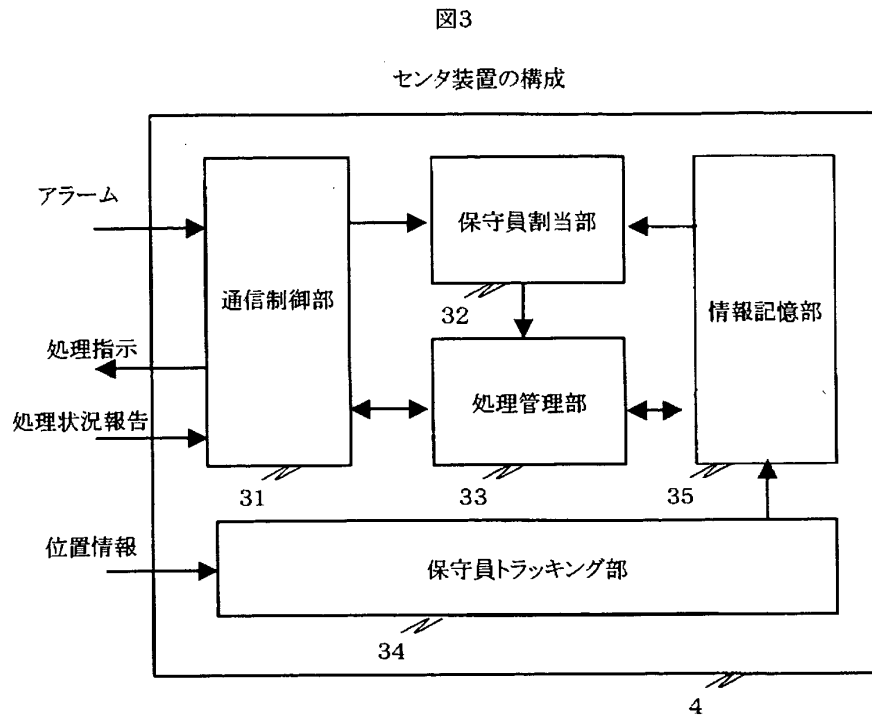 図3
センタ装置の構成
アラーム
処理指示
処理状況報告
位置情報
通信制御部
31
保守員割当部
32
処理管理部
33
情報記憶部
35
保守員トラッキング部
34
4